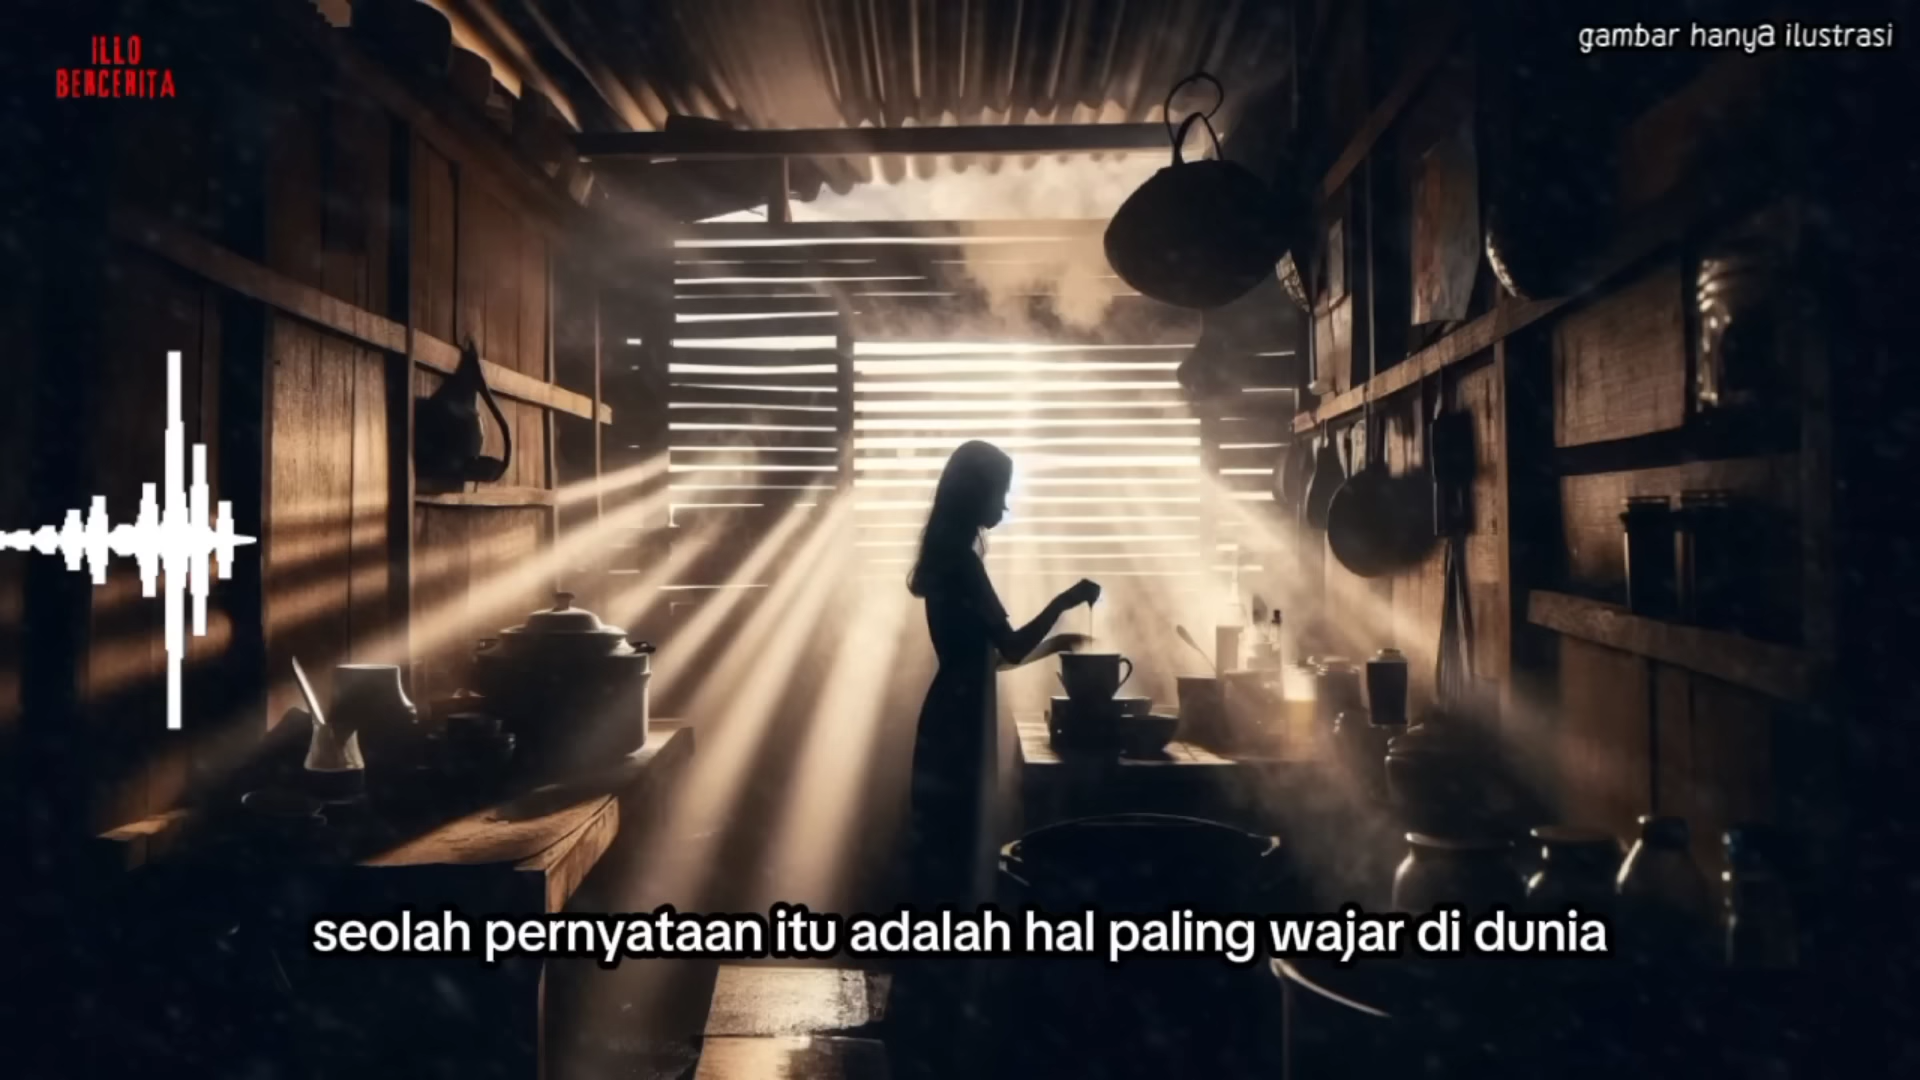 ILLO
BERCERITA
gambar hanya ilustrasi
seolah pernyataan itu adalah hal paling wajar di dunia